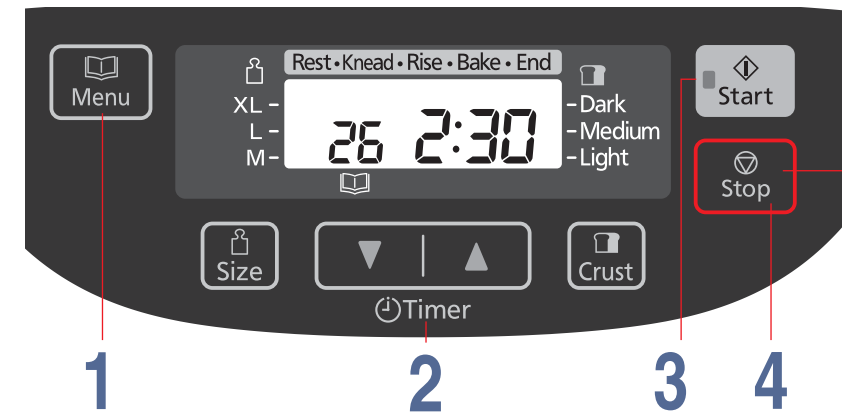 Menu
Rest • Knead • Rise • Bake • End
XL
L
M
26 2:30
Dark
Medium
Light
Start
Stop
Size
Crust
Timer
1
2
3
4